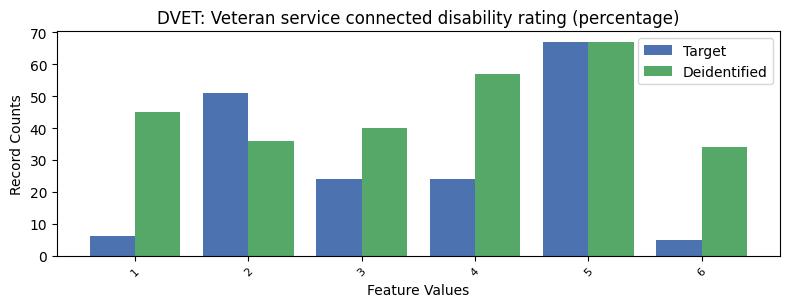 DVET: Veteran service connected disability rating (percentage)
70
60
50
40
30
20
10
0
Record Counts
Target
Deidentified
1 2 3 4 5 6
Feature Values